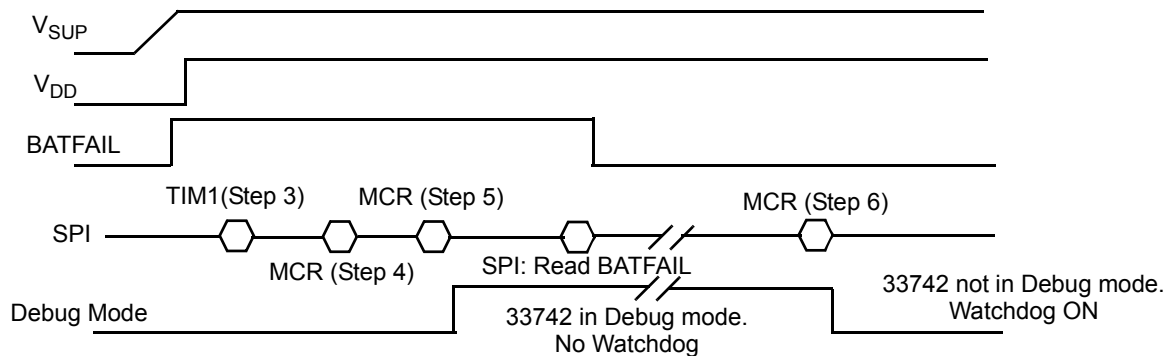 VSUP
VDD
BATFAIL
TIM1(Step 3)
MCR (Step 5)
MCR (Step 6)
SPI
MCR (Step 4)
SPI: Read BATFAIL
Debug Mode
33742 in Debug mode.
No Watchdog
33742 not in Debug mode.
Watchdog ON